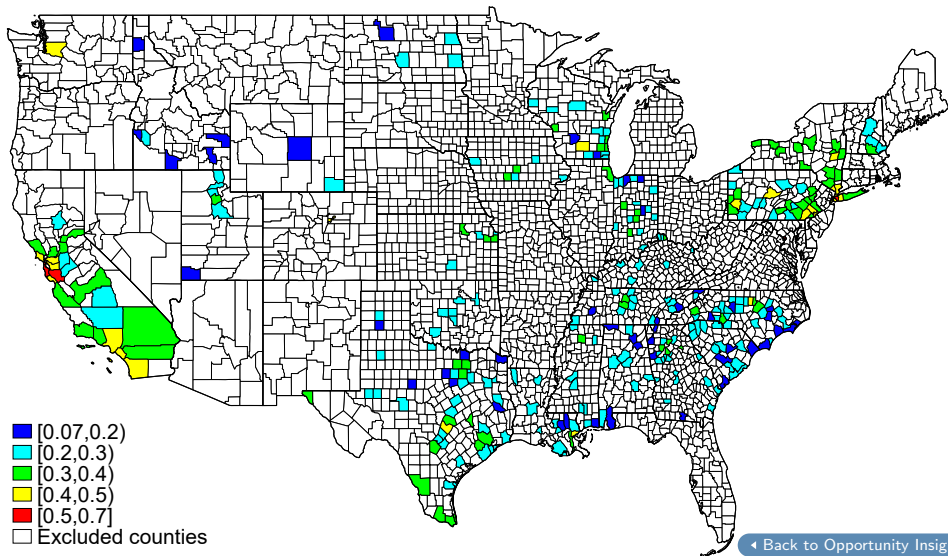 [0.07,0.2)
[0.2,0.3)
[0.3,0.4)
[0.4,0.5)
[0.5,0.7]
Excluded counties
Back to Opportunity Insig